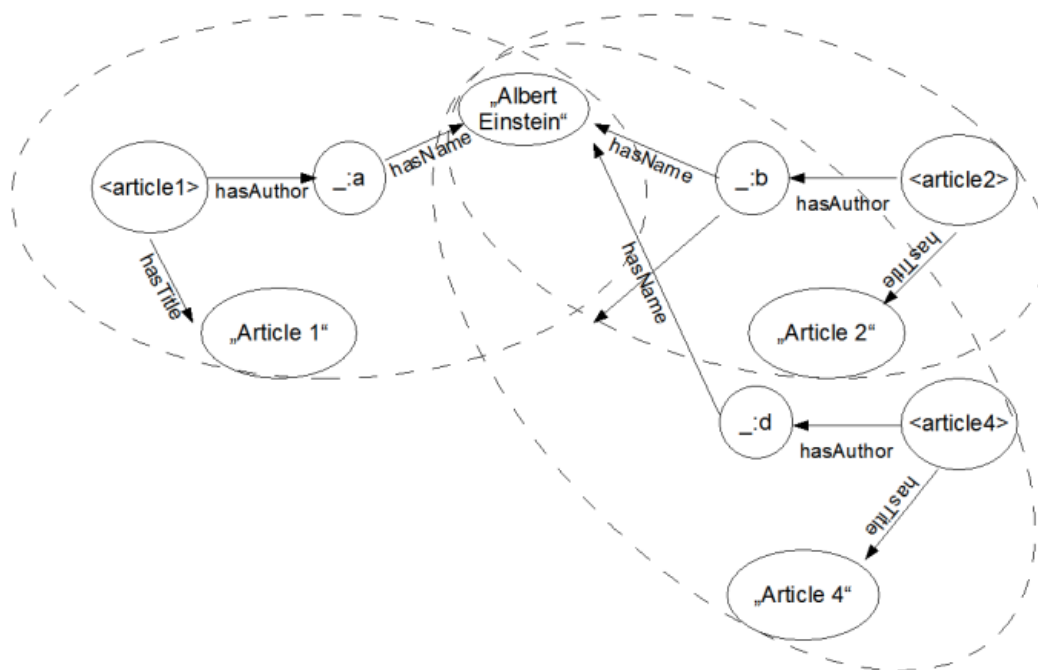 „Albert
Einstein“
<article1>
hasAuthor
_:a
hasName
hasTitle
„Article 1“
hasName
_:b
hasAuthor
<article2>
hasTitle
„Article 2“
hasName
_:d
hasAuthor
<article4>
hasTitle
„Article 4“